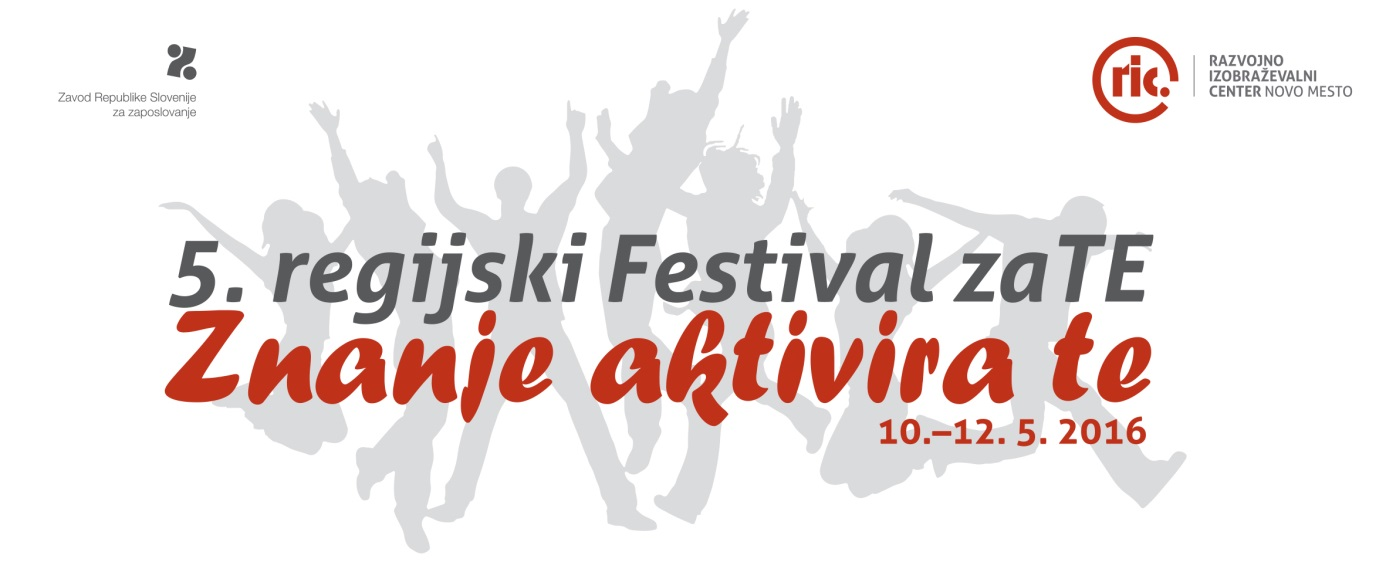 Zavod Republike Slovenije
za zaposlovanje
ric.
RAZVOJNO
IZOBRAŽEVALNI
CENTER NOVO MESTO
5. regijski Festival zaTE
Znanje aktivira te
10.–12. 5. 2016